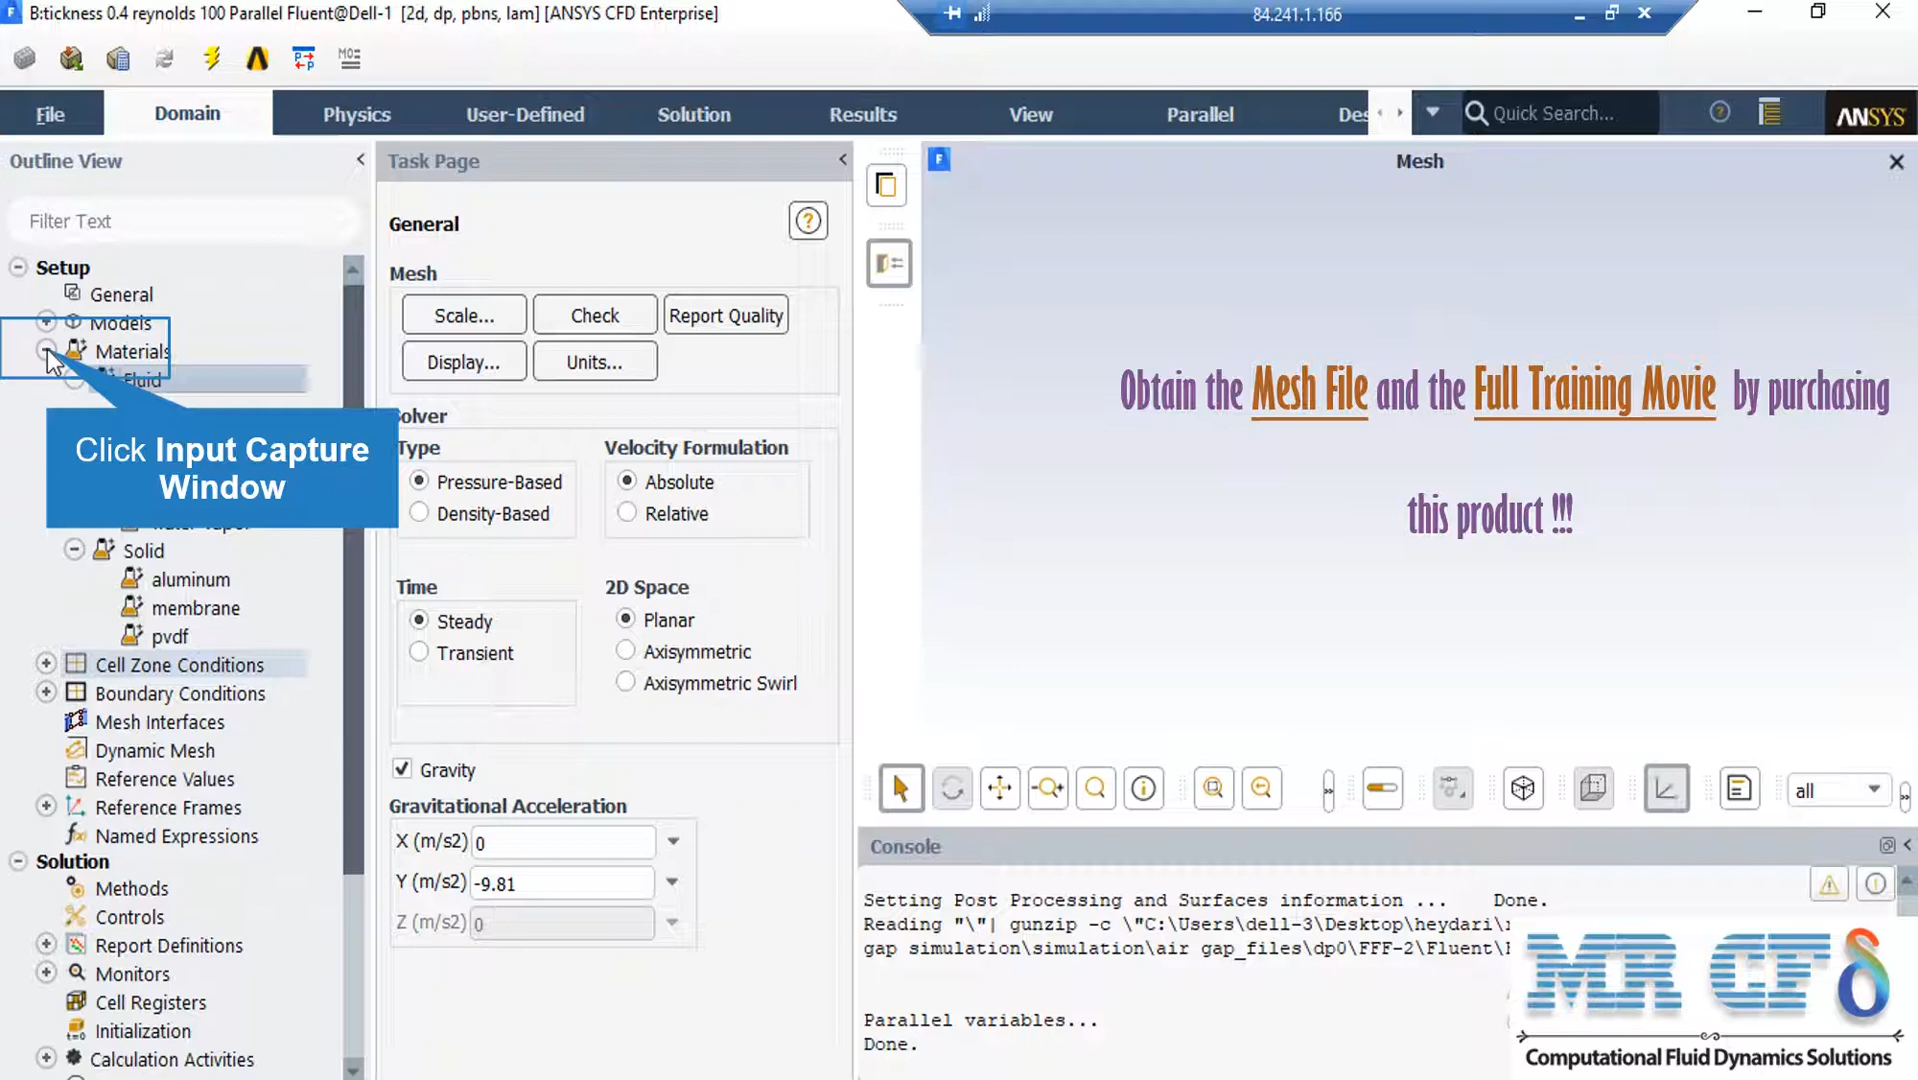 B:tickness 0.4 reynolds 100 Parallel Fluent@Dell-1 [2d, dp, pbns, lam] [ANSYS CFD Enterprise]
84.241.1.166
File
Domain
Physics
User-Defined
Solution
Results
View
Parallel
Des
Quick Search...
ANSYS
Outline View
Filter Text
Setup
General
Models
Materials
Fluid
Click Input Capture
Window
Solid
aluminum
membrane
pvdf
Cell Zone Conditions
Boundary Conditions
Mesh Interfaces
Dynamic Mesh
Reference Values
Reference Frames
Named Expressions
Solution
Methods
Controls
Report Definitions
Monitors
Cell Registers
Initialization
Calculation Activities
Task Page
General
Mesh
Scale...
Check
Report Quality
Display...
Units...
Solver
Type
Velocity Formulation
Pressure-Based
Absolute
Density-Based
Relative
Time
2D Space
Steady
Planar
Transient
Axisymmetric
Axisymmetric Swirl
Gravity
Gravitational Acceleration
X (m/s2) 0
Y (m/s2) -9.81
Z (m/s2) 0
Mesh
Obtain the Mesh File and the Full Training Movie by purchasing
this product !!!
all
Console
Setting Post Processing and Surfaces information ... Done.
Reading "\"| gunzip -c \"C:\Users\dell-3\Desktop\heydari\
gap simulation\simulation\air gap_files\dp0\FFF-2\Fluent\
Parallel variables...
Done.
MR CFD
Computational Fluid Dynamics Solutions